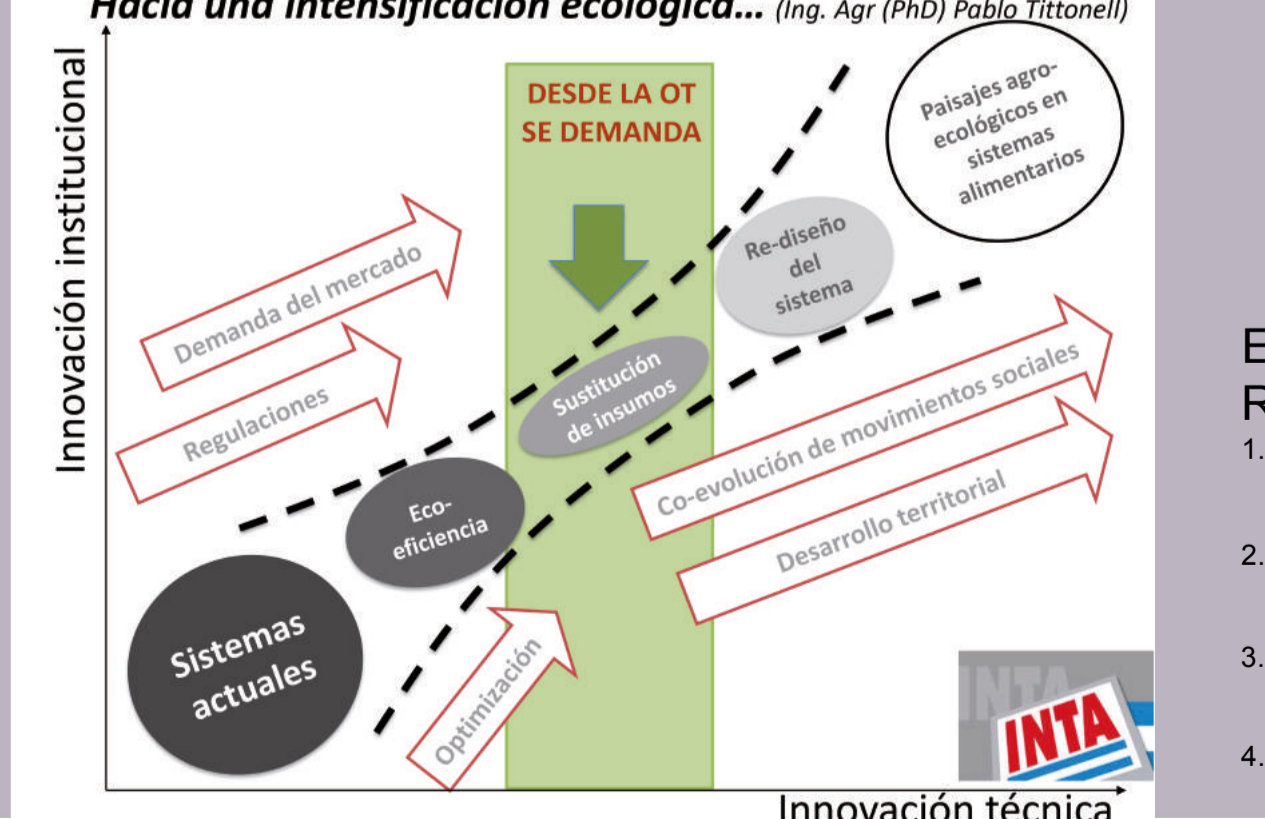 Hacia una intensificación ecológica... (Ing. Agr (PhD) Pablo Tittonell)
Innovación institucional
DESDE LA OT
SE DEMANDA
Paisajes agro-
ecológicos en
sistemas
alimentarios
Demanda del mercado
Regulaciones
Re-diseño
del
sistema
Sustitución
de insumos
Eco-
eficiencia
Sistemas
actuales
Co-evolución de movimientos sociales
Desarrollo territorial
Optimización
INTA
INTA
Innovación técnica
1.
2.
3.
4.